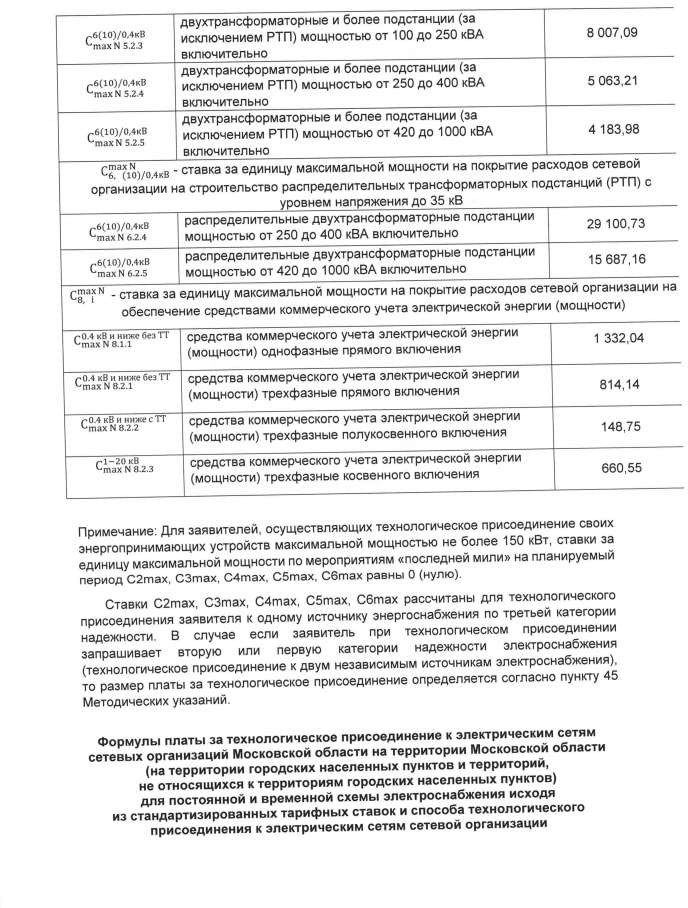 C6(10)/0,4кВ max N 5.2.3
двухтрансформаторные и более подстанции (за
исключением РТП) мощностью от 100 до 250 кВА
включительно
8 007,09
C6(10)/0,4кВ max N 5.2.4
двухтрансформаторные и более подстанции (за
исключением РТП) мощностью от 250 до 400 кВА
включительно
5 063,21
C6(10)/0,4кВ max N 5.2.5
двухтрансформаторные и более подстанции (за
исключением РТП) мощностью от 420 до 1000 кВА
включительно
4 183,98
Cmax N 6, (10)/0,4кВ - ставка за единицу максимальной мощности на покрытие расходов сетевой
организации на строительство распределительных трансформаторных подстанций (РТП) с
уровнем напряжения до 35 кВ
C6(10)/0,4кВ max N 6.2.4
распределительные двухтрансформаторные подстанции
мощностью от 250 до 400 кВА включительно
29 100,73
C6(10)/0,4кВ max N 6.2.5
распределительные двухтрансформаторные подстанции
мощностью от 420 до 1000 кВА включительно
15 687,16
Cmax N 8, i - ставка за единицу максимальной мощности на покрытие расходов сетевой организации на
обеспечение средствами коммерческого учета электрической энергии (мощности)
C0.4 кВ и ниже без ТТ max N 8.1.1
средства коммерческого учета электрической энергии
(мощности) однофазные прямого включения
1 332,04
C0.4 кВ и ниже без ТТ max N 8.2.1
средства коммерческого учета электрической энергии
(мощности) трехфазные прямого включения
814,14
C0.4 кВ и ниже с ТТ max N 8.2.2
средства коммерческого учета электрической энергии
(мощности) трехфазные полукосвенного включения
148,75
C1−20 кВ max N 8.2.3
средства коммерческого учета электрической энергии
(мощности) трехфазные косвенного включения
660,55
Примечание: Для заявителей, осуществляющих технологическое присоединение своих
энергопринимающих устройств максимальной мощностью не более 150 кВт, ставки за
единицу максимальной мощности по мероприятиям «последней мили» на планируемый
период C2max, C3max, C4max, C5max, C6max равны 0 (нулю).
Ставки C2max, C3max, C4max, C5max, C6max рассчитаны для технологического
присоединения заявителя к одному источнику энергоснабжения по третьей категории
надежности. В случае если заявитель при технологическом присоединении
запрашивает вторую или первую категории надежности электроснабжения
(технологическое присоединение к двум независимым источникам электроснабжения),
то размер платы за технологическое присоединение определяется согласно пункту 45
Методических указаний.
Формулы платы за технологическое присоединение к электрическим сетям
сетевых организаций Московской области на территории Московской области
(на территории городских населенных пунктов и территорий,
не относящихся к территориям городских населенных пунктов)
для постоянной и временной схемы электроснабжения исходя
из стандартизированных тарифных ставок и способа технологического
присоединения к электрическим сетям сетевой организации